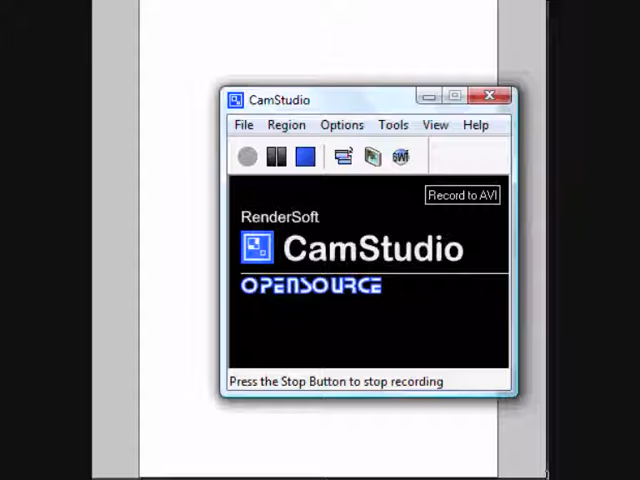 CamStudio
File Region Options Tools View Help
SWF
Record to AVI
RenderSoft
CamStudio
OPENSOURCE
Press the Stop Button to stop recording